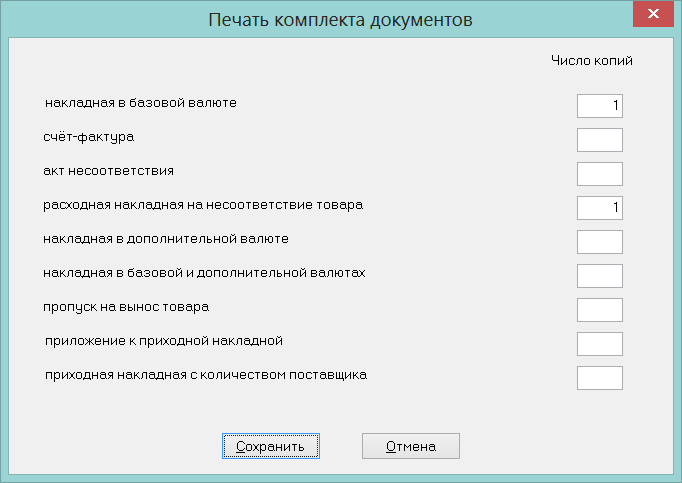 Печать комплекта документов
Число копий
накладная в базовой валюте 1
счёт-фактура
акт несоответствия
расходная накладная на несоответствие товара 1
накладная в дополнительной валюте
накладная в базовой и дополнительной валютах
пропуск на вынос товара
приложение к приходной накладной
приходная накладная с количеством поставщика
Сохранить Отмена